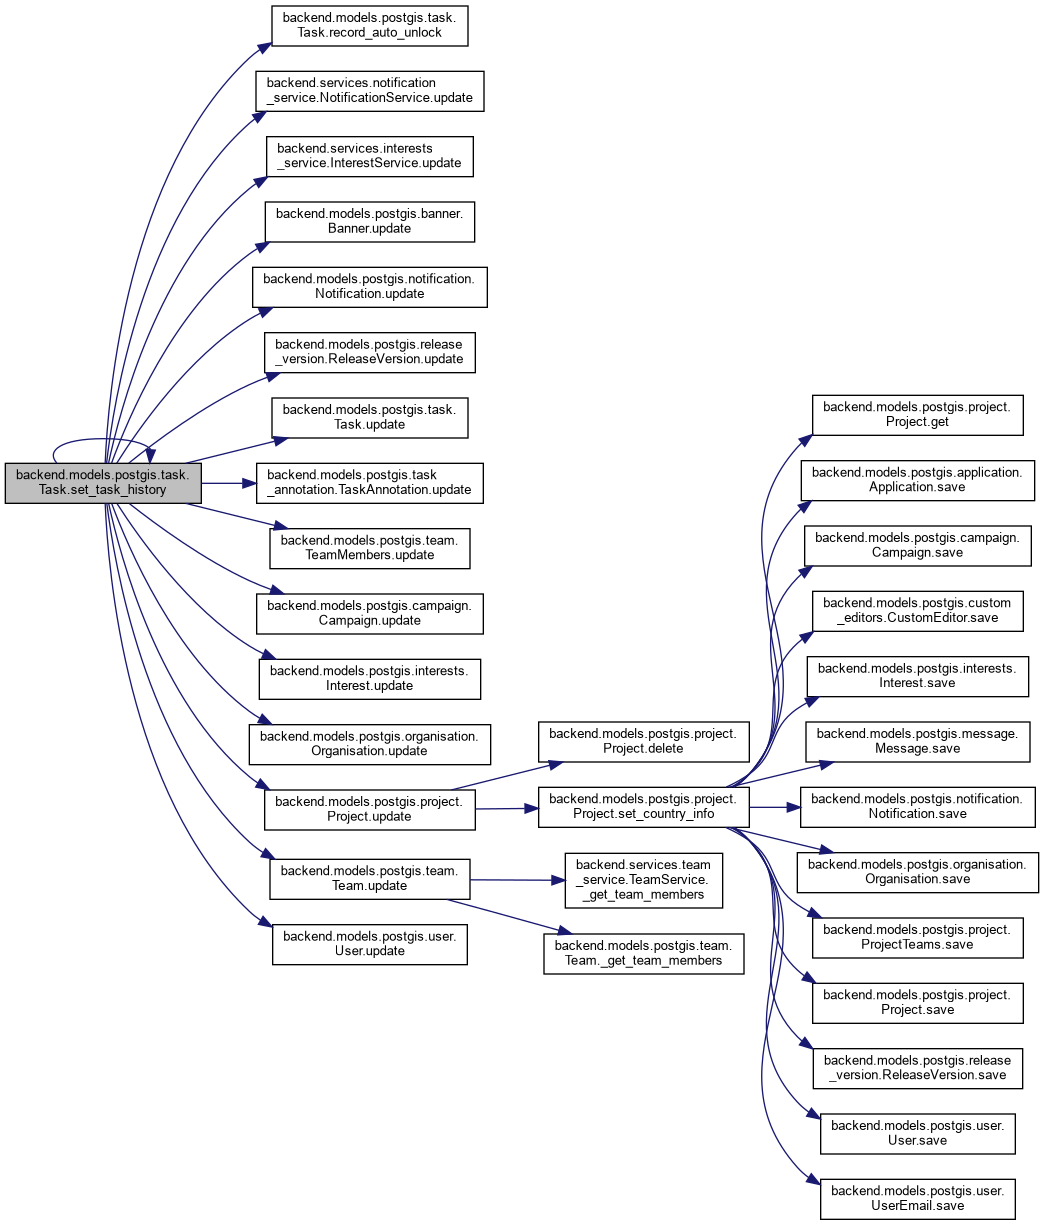 backend.models.postgis.task.
Task.set_task_history
backend.models.postgis.task.
Task.record_auto_unlock
backend.services.notification
_service.NotificationService.update
backend.services.interests
_service.InterestService.update
backend.models.postgis.banner.
Banner.update
backend.models.postgis.notification.
Notification.update
backend.models.postgis.release
_version.ReleaseVersion.update
backend.models.postgis.task.
Task.update
backend.models.postgis.task
_annotation.TaskAnnotation.update
backend.models.postgis.team.
TeamMembers.update
backend.models.postgis.campaign.
Campaign.update
backend.models.postgis.interests.
Interest.update
backend.models.postgis.organisation.
Organisation.update
backend.models.postgis.project.
Project.update
backend.models.postgis.team.
Team.update
backend.models.postgis.user.
User.update
backend.models.postgis.project.
Project.delete
backend.models.postgis.project.
Project.set_country_info
backend.services.team
_service.TeamService.
_get_team_members
backend.models.postgis.team.
Team._get_team_members
backend.models.postgis.project.
Project.get
backend.models.postgis.application.
Application.save
backend.models.postgis.campaign.
Campaign.save
backend.models.postgis.custom
_editors.CustomEditor.save
backend.models.postgis.interests.
Interest.save
backend.models.postgis.message.
Message.save
backend.models.postgis.notification.
Notification.save
backend.models.postgis.organisation.
Organisation.save
backend.models.postgis.project.
ProjectTeams.save
backend.models.postgis.project.
Project.save
backend.models.postgis.release
_version.ReleaseVersion.save
backend.models.postgis.user.
User.save
backend.models.postgis.user.
UserEmail.save